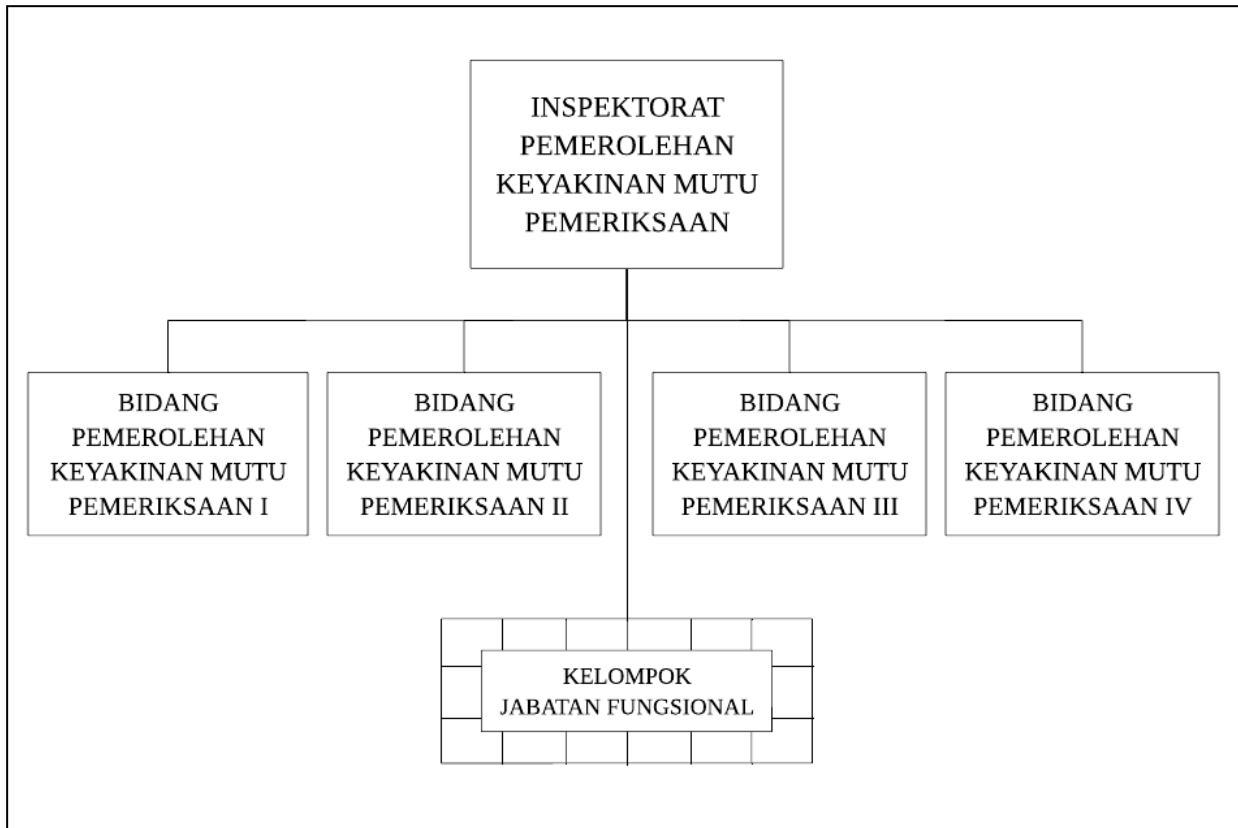 INSPEKTORAT
PEMEROLEHAN
KEYAKINAN MUTU
PEMERIKSAAN
BIDANG
PEMEROLEHAN
KEYAKINAN MUTU
PEMERIKSAAN I
BIDANG
PEMEROLEHAN
KEYAKINAN MUTU
PEMERIKSAAN II
BIDANG
PEMEROLEHAN
KEYAKINAN MUTU
PEMERIKSAAN III
BIDANG
PEMEROLEHAN
KEYAKINAN MUTU
PEMERIKSAAN IV
KELOMPOK
JABATAN FUNGSIONAL